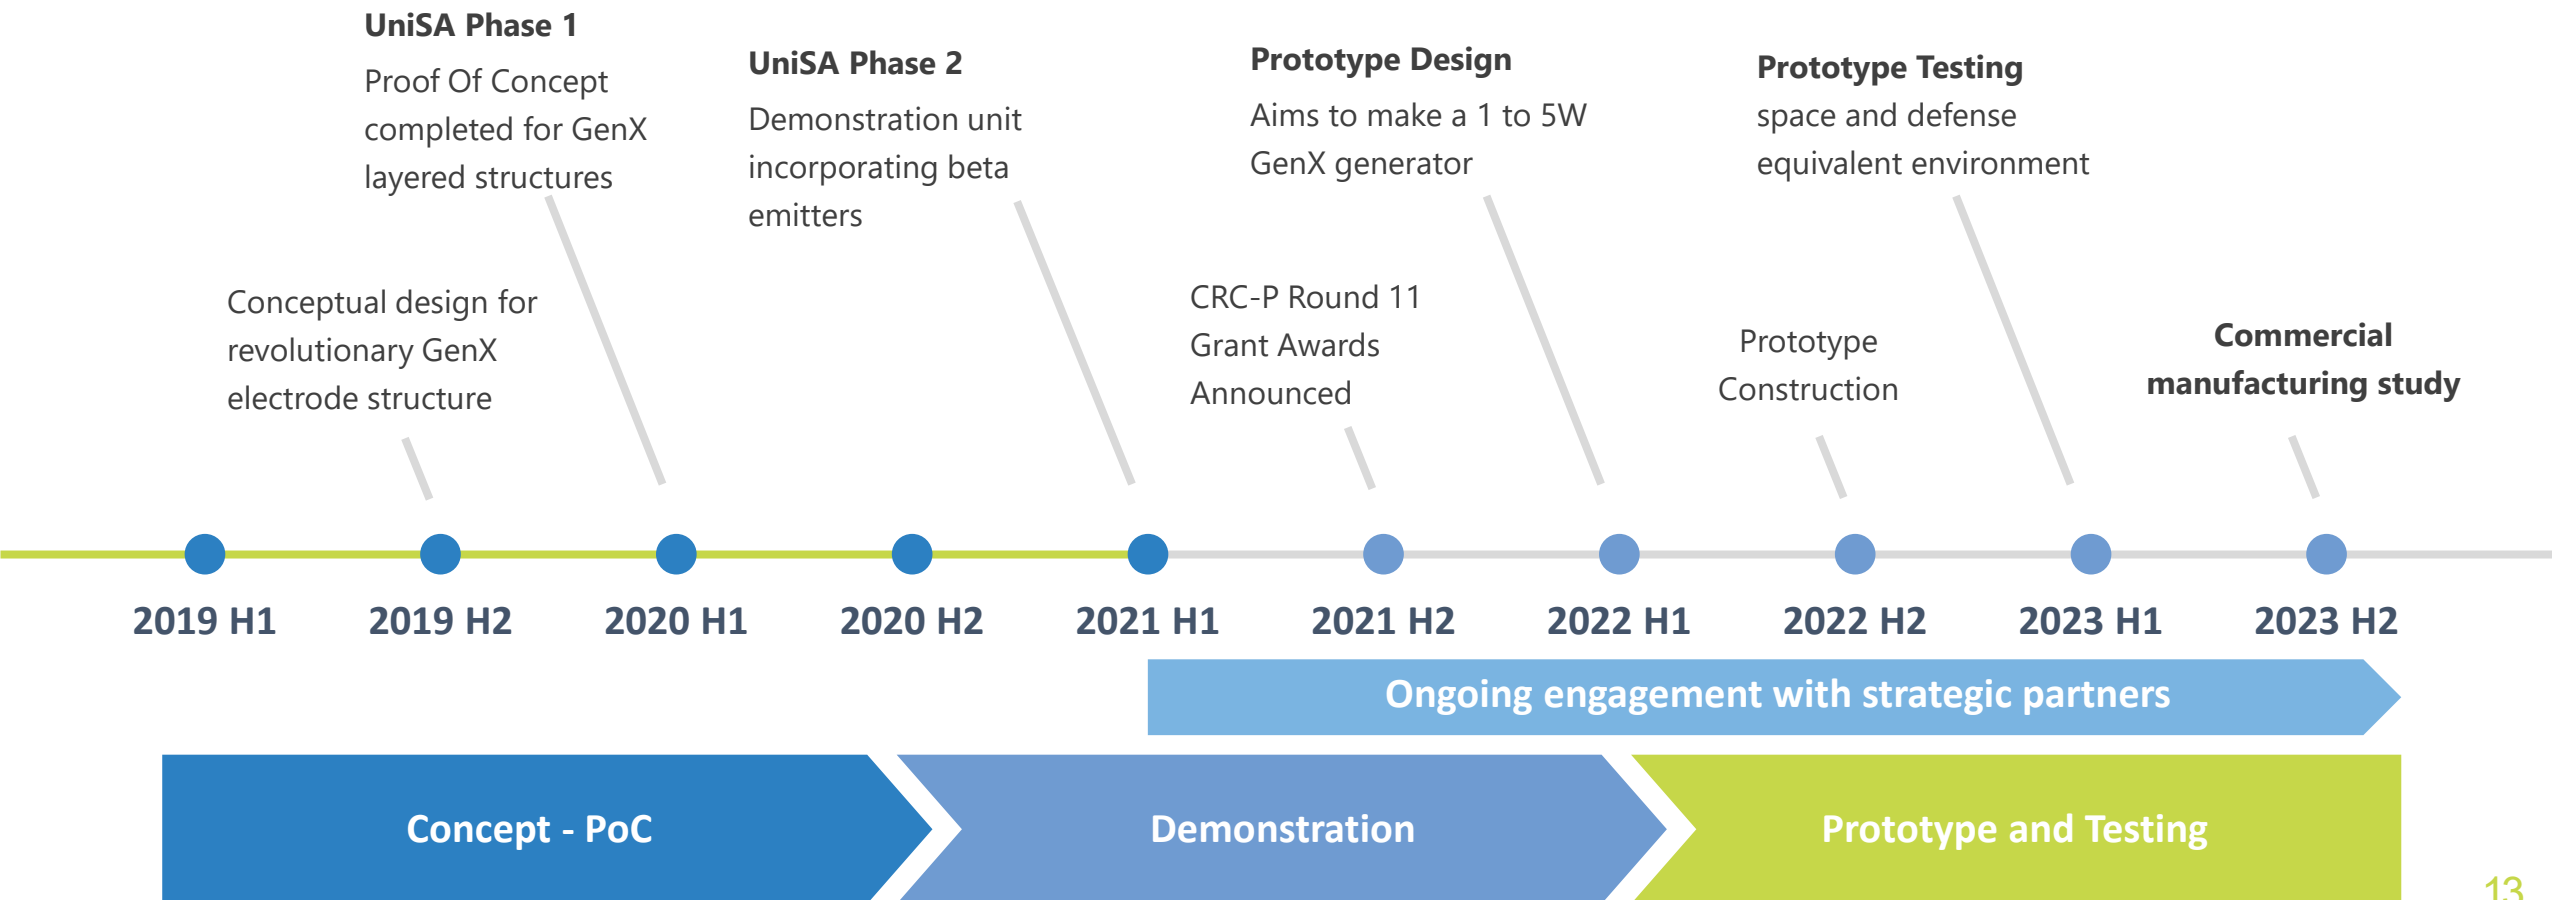 UniSA Phase 1
Proof Of Concept
completed for GenX
layered structures
UniSA Phase 2
Demonstration unit
incorporating beta
emitters
Prototype Design
Aims to make a 1 to 5W
GenX generator
Prototype Testing
space and defense
equivalent environment
Conceptual design for
revolutionary GenX
electrode structure
CRC-P Round 11
Grant Awards
Announced
Prototype
Construction
Commercial
manufacturing study
2019 H1
2019 H2
2020 H1
2020 H2
2021 H1
2021 H2
2022 H1
2022 H2
2023 H1
2023 H2
Ongoing engagement with strategic partners
Concept - PoC
Demonstration
Prototype and Testing
13